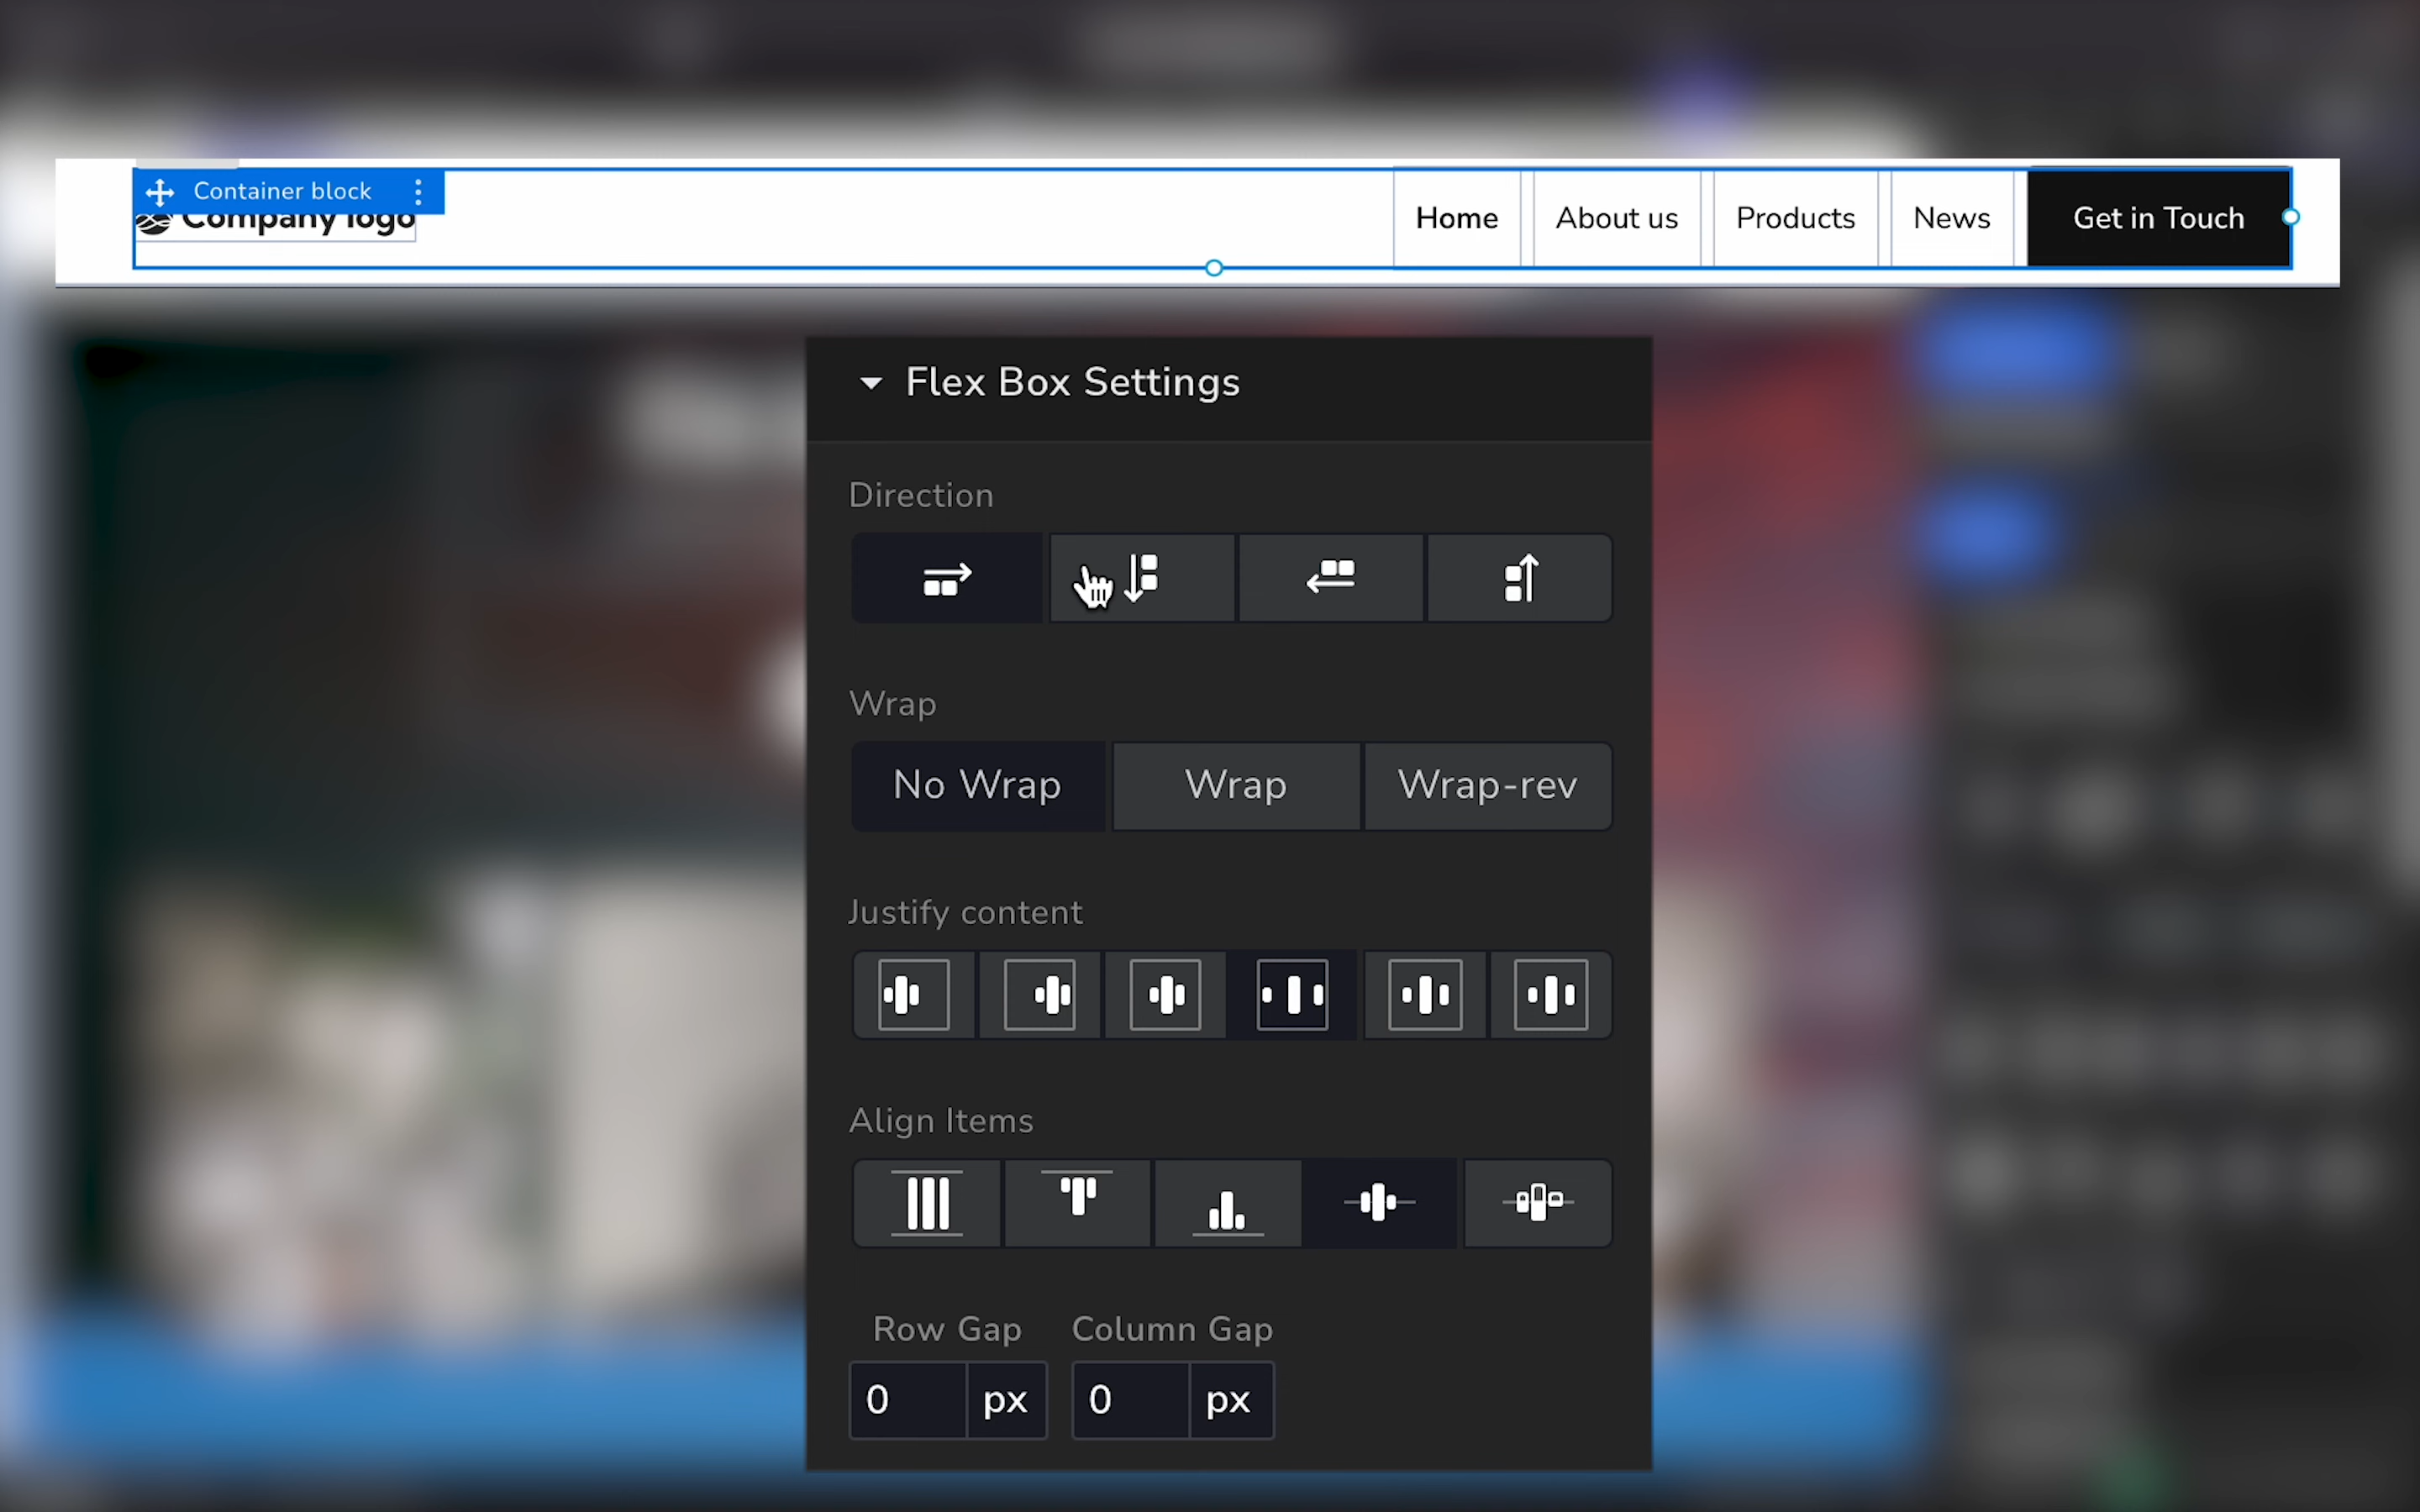 Container block
Company logo
Home
About us
Products
News
Get in Touch
Flex Box Settings
Direction
Wrap
No Wrap
Wrap
Wrap-rev
Justify content
Align Items
Row Gap
Column Gap
0 px
0 px